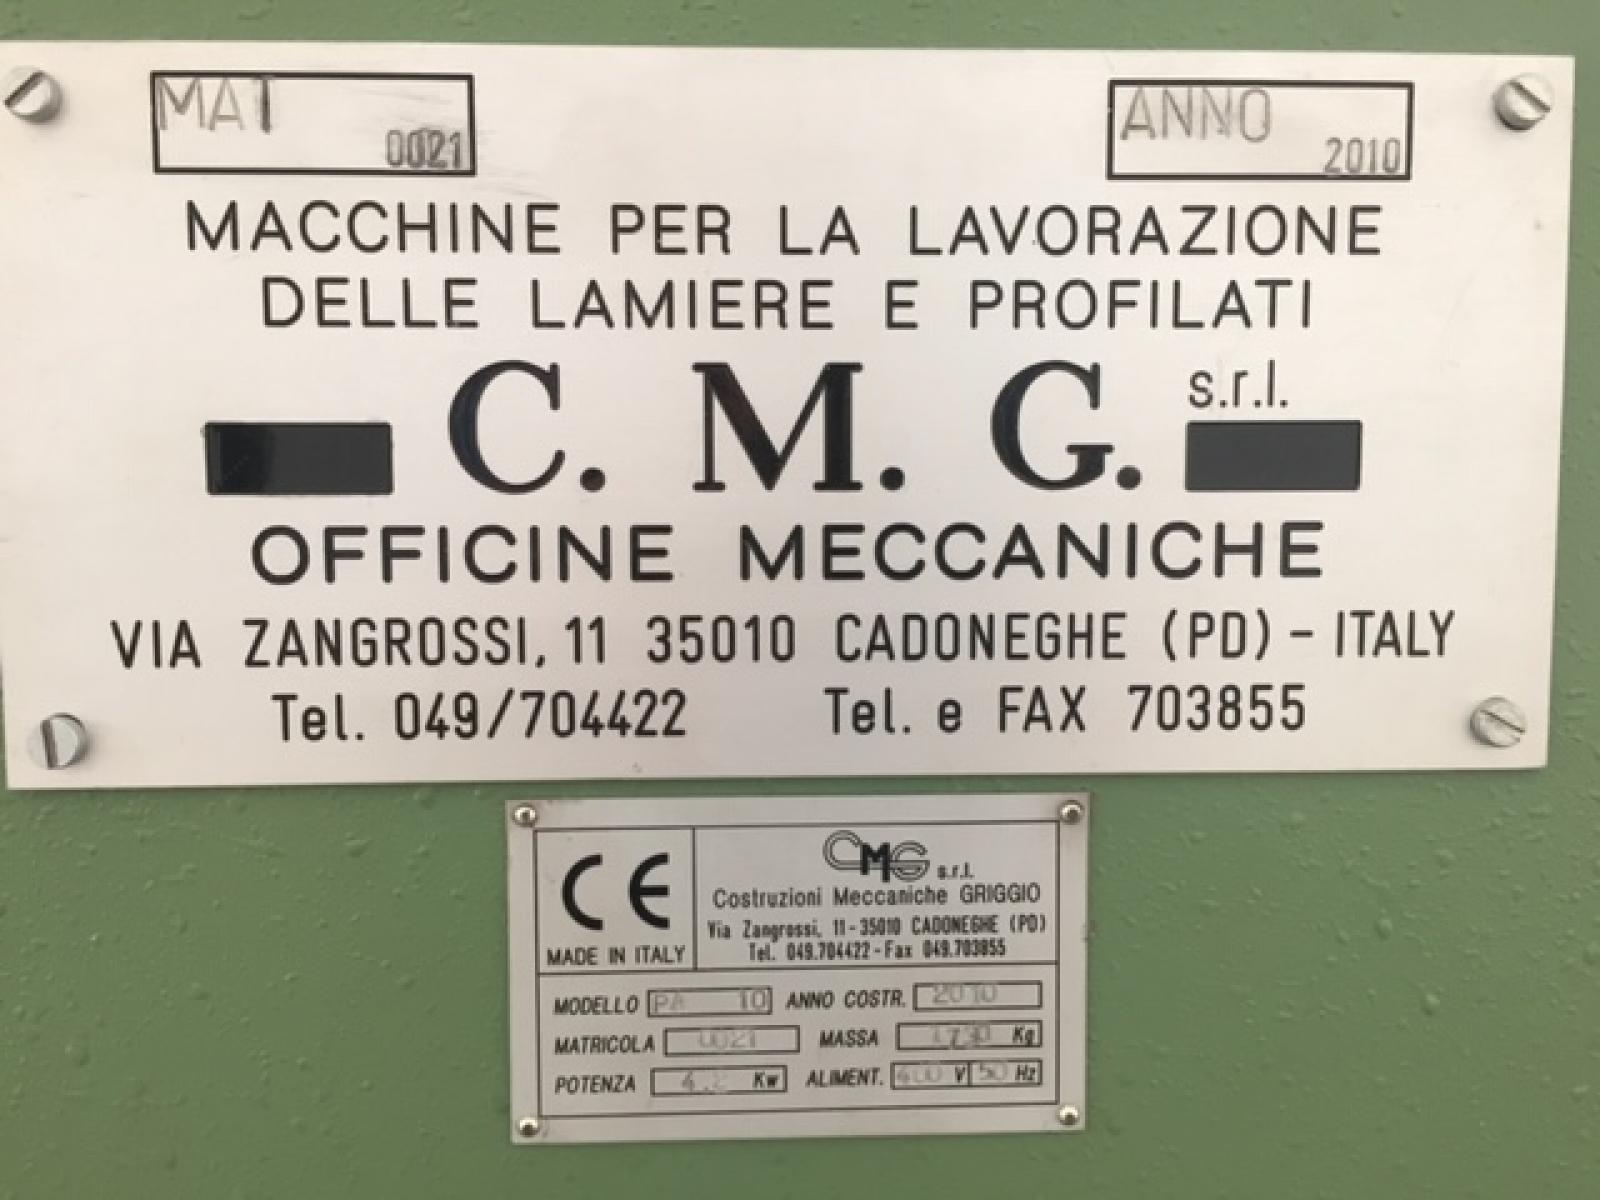 MAT 0021 ANNO 2010
MACCHINE PER LA LAVORAZIONE
DELLE LAMIERE E PROFILATI
C. M. G. s.r.l.
OFFICINE MECCANICHE
VIA ZANGROSSI, 11 35010 CADONEGHE (PD) - ITALY
Tel. 049/704422 Tel. e FAX 703855
CE
MADE IN ITALY
CMG s.r.l.
Costruzioni Meccaniche GRIGGIO
Via Zangrossi, 11-35010 CADONEGHE (PD)
Tel. 049.704422-Fax 049.703855
MODELLO PA 10 ANNO COSTR. 2010
MATRICOLA 0021 MASSA Kg
POTENZA Kw ALIMENT. 400 V 50 Hz